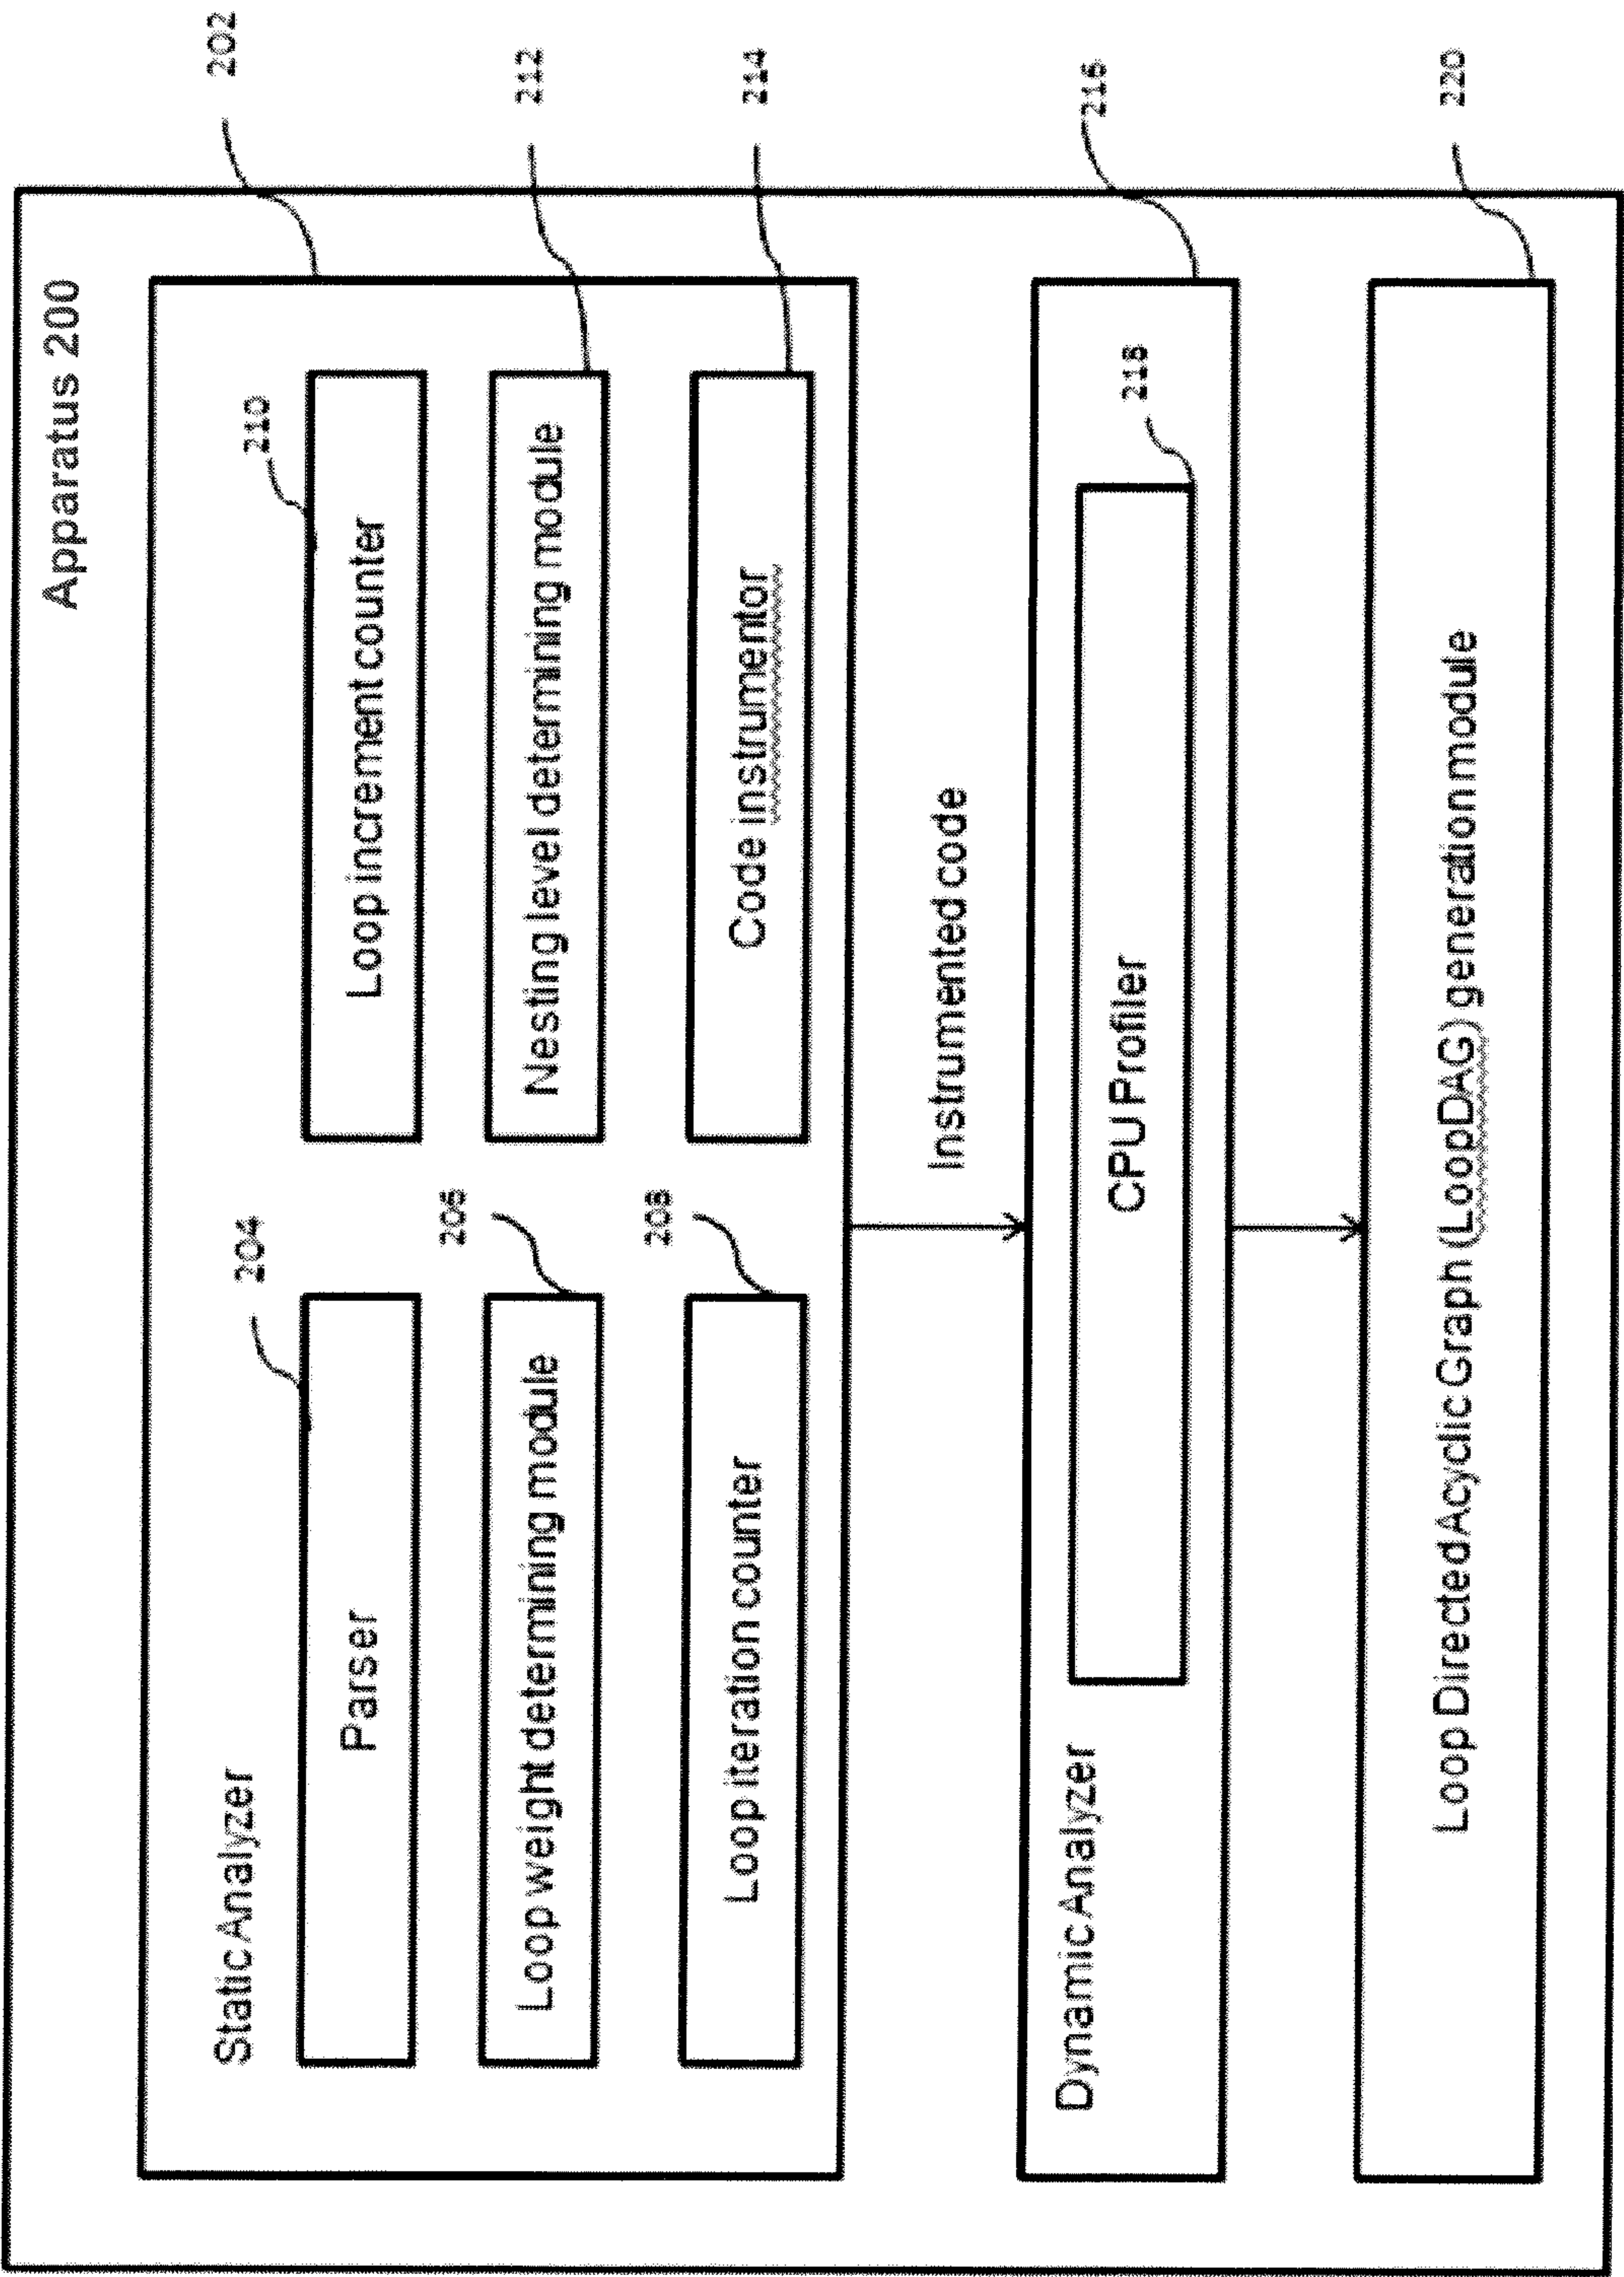 Apparatus 200
202
Static Analyzer
204
Parser
210
Loop increment counter
206
Loop weight determining module
Nesting level determining module
212
208
Loop iteration counter
Code instrumentor
214
Instrumented code
Dynamic Analyzer
216
CPU Profiler
218
Loop Directed Acyclic Graph (LoopDAG) generation module
220